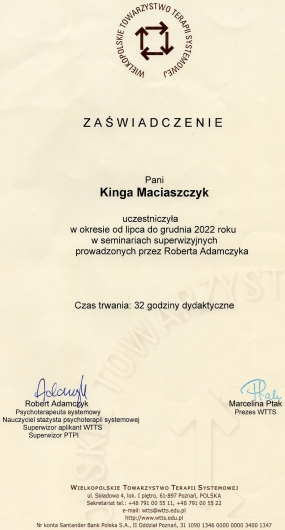 WIELKOPOLSKIE TOWARZYSTWO TERAPII SYSTEMOWEJ
ZAŚWIADCZENIE
Pani
Kinga Maciaszczyk
uczestniczyła
w okresie od lipca do grudnia 2022 roku
w seminariach superwizyjnych
prowadzonych przez Roberta Adamczyka
Czas trwania: 32 godziny dydaktyczne
Robert Adamczyk
Psychoterapeuta systemowy
Nauczyciel stażysta psychoterapii systemowej
Superwizor aplikant WTTS
Superwizor PTPI
Marcelina Ptak
Prezes WTTS
WIELKOPOLSKIE TOWARZYSTWO TERAPII SYSTEMOWEJ
ul. Składowa 4, lok. I piętro, 61-897 Poznań, POLSKA
Sekretariat tel.: +48 791 00 55 11, +48 791 00 55 22
e-mail: wtts@wtts.edu.pl
http://www.wtts.edu.pl
Nr konta Santander Bank Polska S.A., II Oddział Poznań, 31 1090 1346 0000 0000 3400 1347